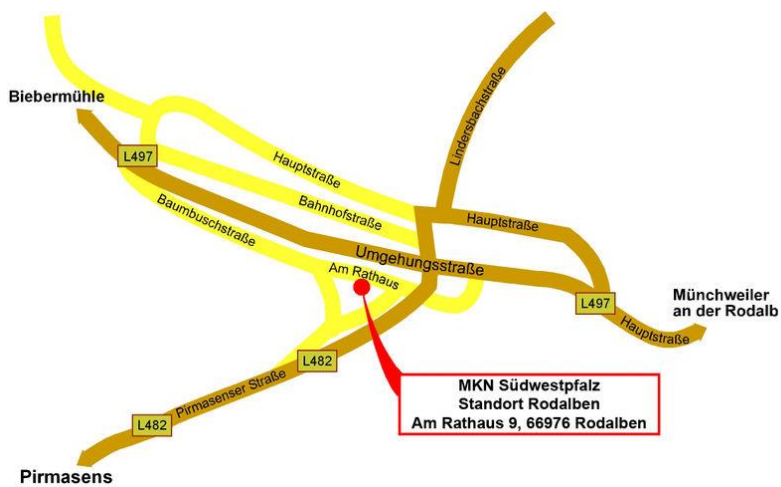 Biebermühle
L497
Hauptstraße
Lindersbachstraße
Bahnhofstraße
Baumbuschstraße
Hauptstraße
Umgehungsstraße
Am Rathaus
L497
Münchweiler
an der Rodalb
Hauptstraße
L482
Pirmasenser Straße
L482
Pirmasens
MKN Südwestpfalz
Standort Rodalben
Am Rathaus 9, 66976 Rodalben